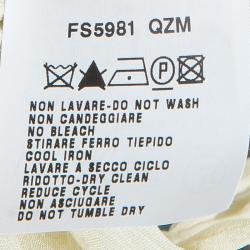 FS5981 QZM
P
NON LAVARE-DO NOT WASH
NON CANDEGGIARE
NO BLEACH
STIRARE FERRO TIEPIDO
COOL IRON
LAVARE A SECCO CICLO
RIDOTTO-DRY CLEAN
REDUCE CYCLE
NON ASCIUGARE
DO NOT TUMBLE DRY